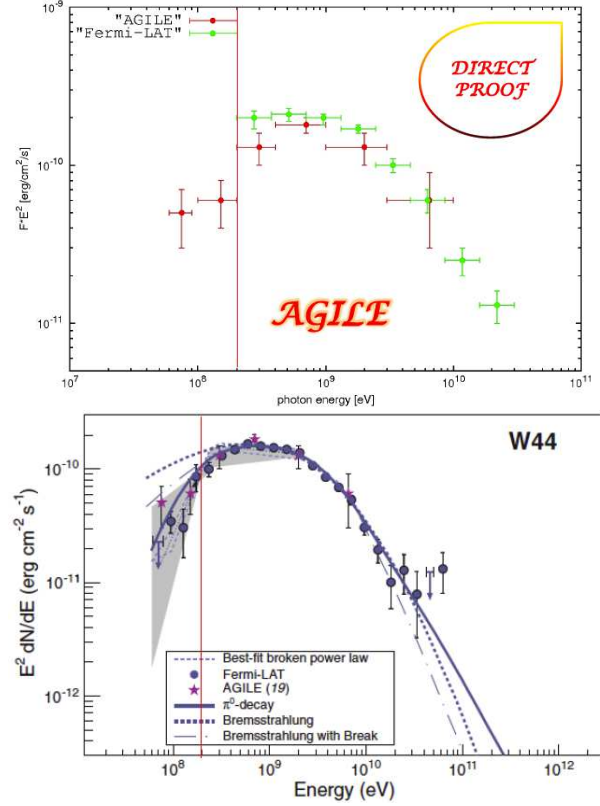 "AGILE"
"Fermi-LAT"
DIRECT
PROOF
10⁻⁹
10⁻¹⁰
10⁻¹¹
F*E² [erg/cm²/s]
AGILE
10⁷ 10⁸ 10⁹ 10¹⁰ 10¹¹
photon energy [eV]
W44
10⁻¹⁰
10⁻¹¹
10⁻¹²
E² dN/dE (erg cm⁻² s⁻¹)
Best-fit broken power law
Fermi-LAT
AGILE (19)
π⁰-decay
Bremsstrahlung
Bremsstrahlung with Break
10⁸ 10⁹ 10¹⁰ 10¹¹ 10¹²
Energy (eV)